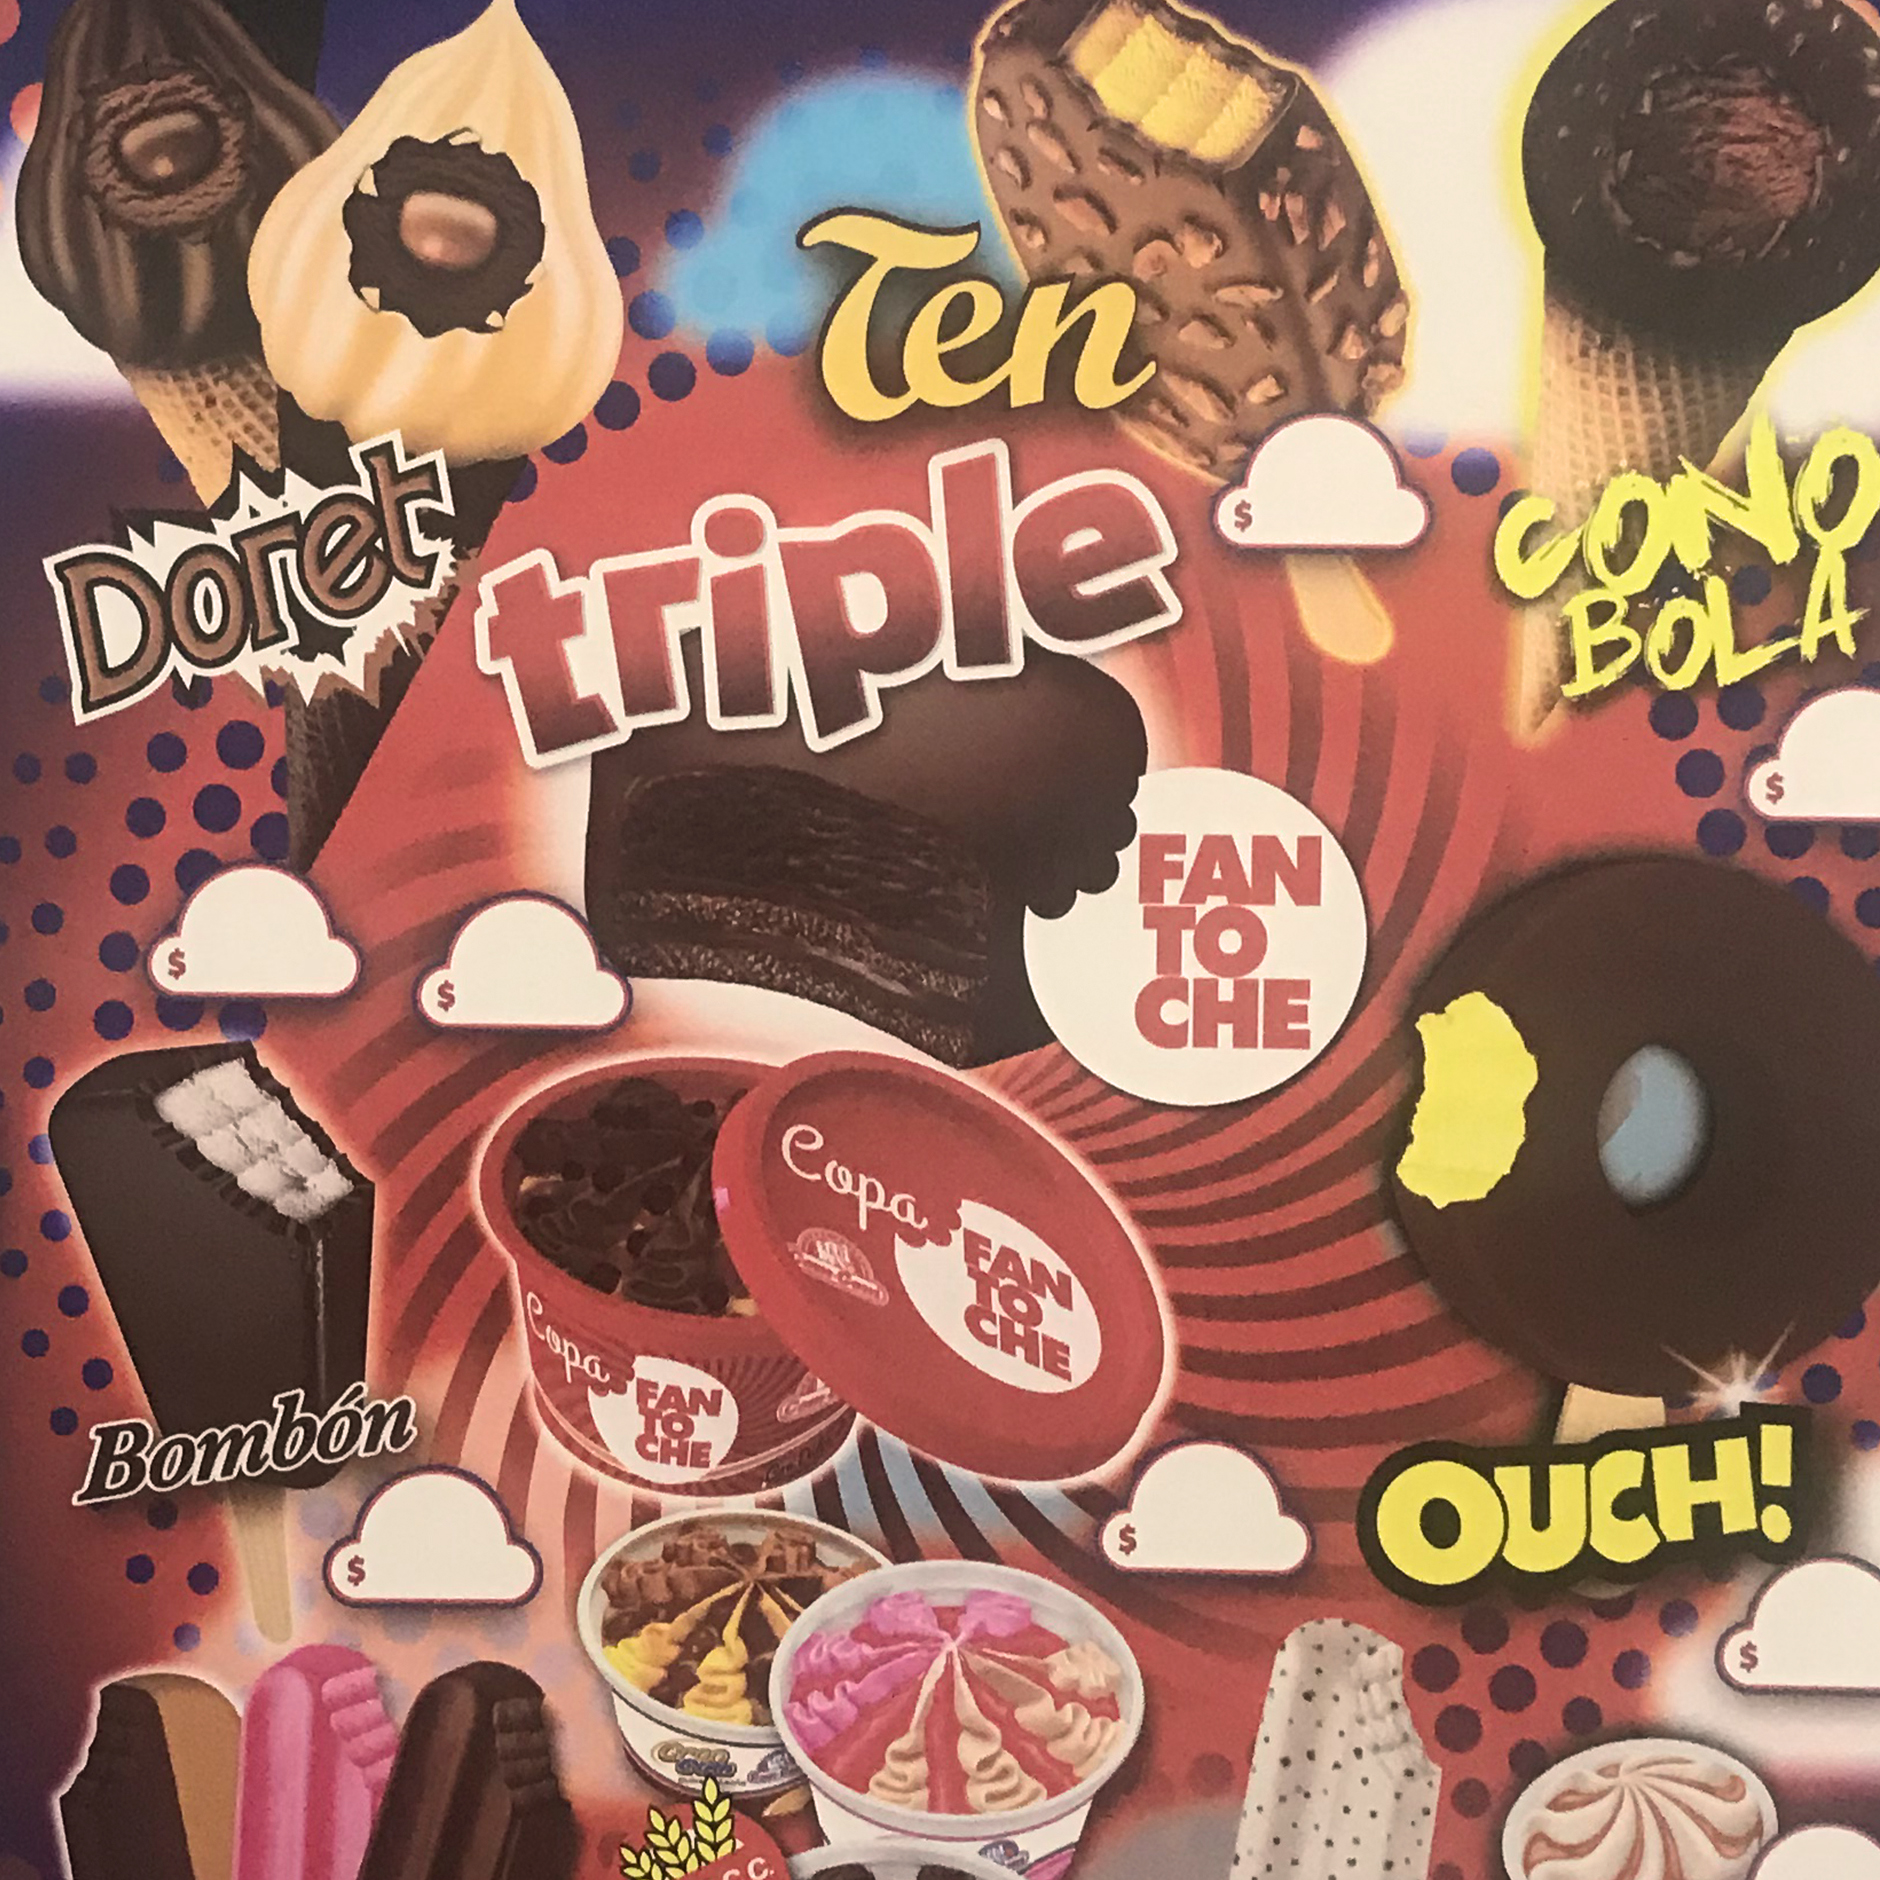 Ten
Doret
triple
$
CONO
BOLA
$
FAN
TO
CHE
$
$
Copa
FAN
TO
CHE
Copa
FAN
TO
CHE
Bombón
OUCH!
$
$
$
C.C.